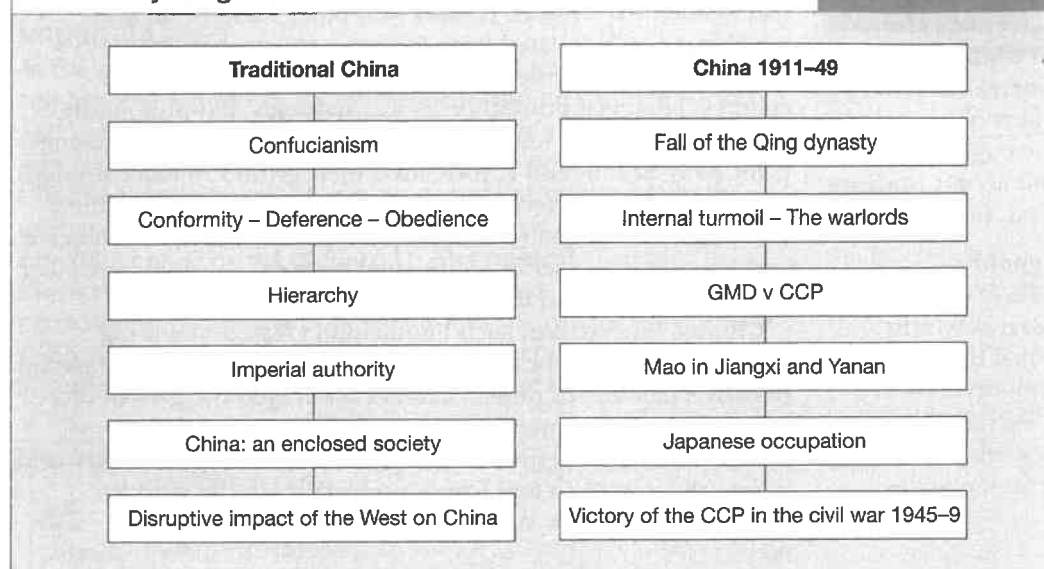 Traditional China
Confucianism
Conformity – Deference – Obedience
Hierarchy
Imperial authority
China: an enclosed society
Disruptive impact of the West on China
China 1911–49
Fall of the Qing dynasty
Internal turmoil – The warlords
GMD v CCP
Mao in Jiangxi and Yanan
Japanese occupation
Victory of the CCP in the civil war 1945–9